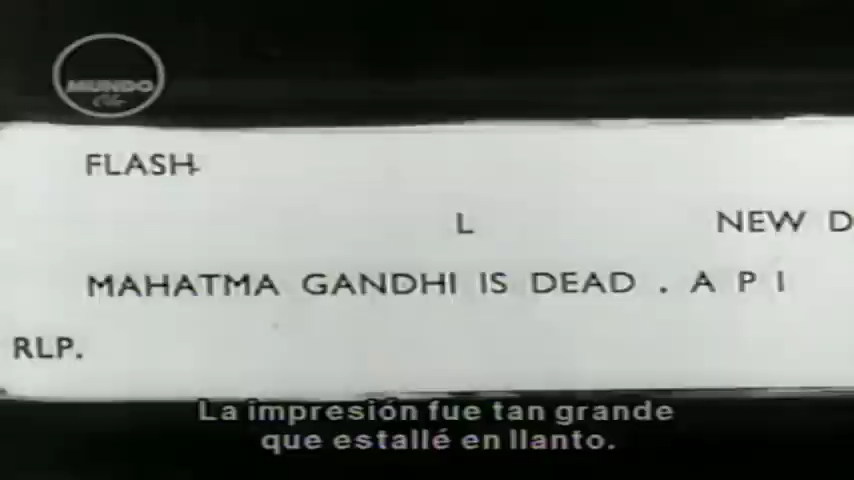 MUNDO
FLASH
L NEW D
MAHATMA GANDHI IS DEAD . A P I
RLP.
La impresión fue tan grande
que estallé en llanto.